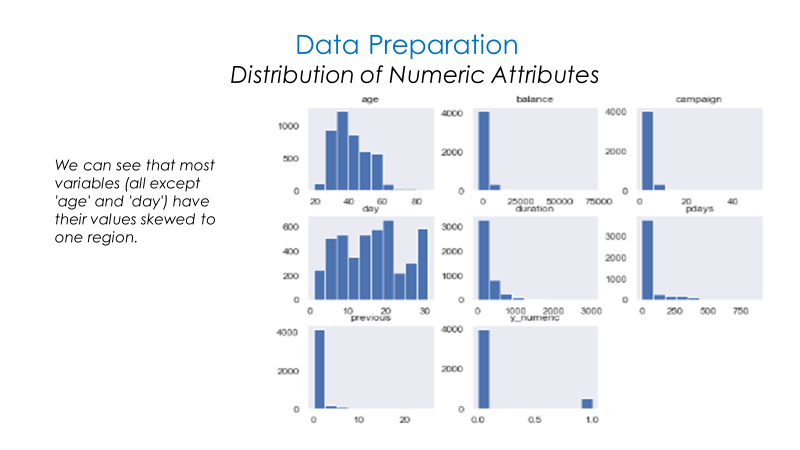 Data Preparation
Distribution of Numeric Attributes
We can see that most
variables (all except
'age' and 'day') have
their values skewed to
one region.
age
1000
500
0
20 40 60 80
balance
4000
2000
0
0 25000 50000 75000
campaign
4000
2000
0
0 20 40
day
600
400
200
0
0 10 20 30
duration
3000
2000
1000
0
0 1000 2000 3000
pdays
3000
2000
1000
0
0 250 500 750
previous
4000
2000
0
0 10 20
y_numeric
4000
2000
0
0.0 0.5 1.0